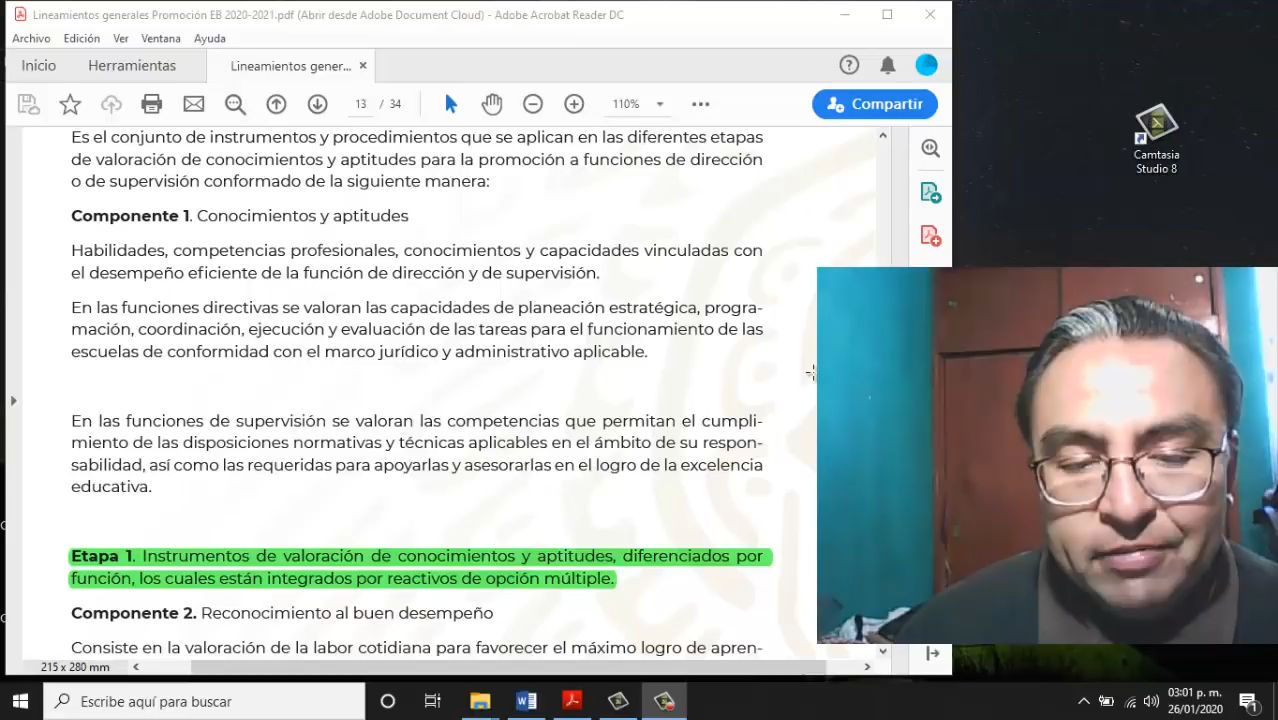 Lineamientos generales Promoción EB 2020-2021.pdf (Abrir desde Adobe Document Cloud) - Adobe Acrobat Reader DC
Archivo Edición Ver Ventana Ayuda
Inicio Herramientas Lineamientos gener... ×
13 / 34 110% Compartir
Es el conjunto de instrumentos y procedimientos que se aplican en las diferentes etapas
de valoración de conocimientos y aptitudes para la promoción a funciones de dirección
o de supervisión conformado de la siguiente manera:
Componente 1. Conocimientos y aptitudes
Habilidades, competencias profesionales, conocimientos y capacidades vinculadas con
el desempeño eficiente de la función de dirección y de supervisión.
En las funciones directivas se valoran las capacidades de planeación estratégica, progra-
mación, coordinación, ejecución y evaluación de las tareas para el funcionamiento de las
escuelas de conformidad con el marco jurídico y administrativo aplicable.
En las funciones de supervisión se valoran las competencias que permitan el cumpli-
miento de las disposiciones normativas y técnicas aplicables en el ámbito de su respon-
sabilidad, así como las requeridas para apoyarlas y asesorarlas en el logro de la excelencia
educativa.
Etapa 1. Instrumentos de valoración de conocimientos y aptitudes, diferenciados por
función, los cuales están integrados por reactivos de opción múltiple.
Componente 2. Reconocimiento al buen desempeño
Consiste en la valoración de la labor cotidiana para favorecer el máximo logro de apren-
215 x 280 mm
Camtasia
Studio 8
Escribe aquí para buscar
03:01 p. m.
26/01/2020
1